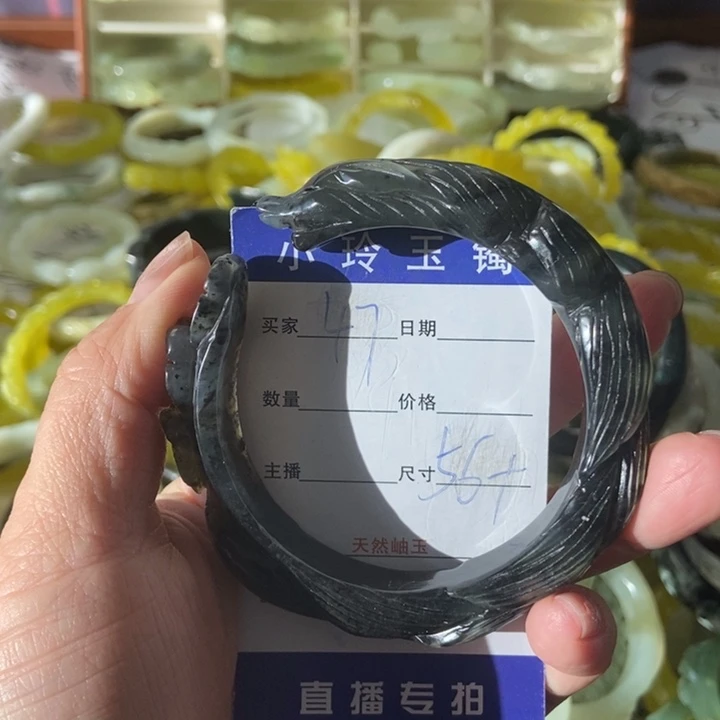 小玲玉镯
买家 47 日期
数量 价格
主播 尺寸 56+
天然岫玉
直播专拍